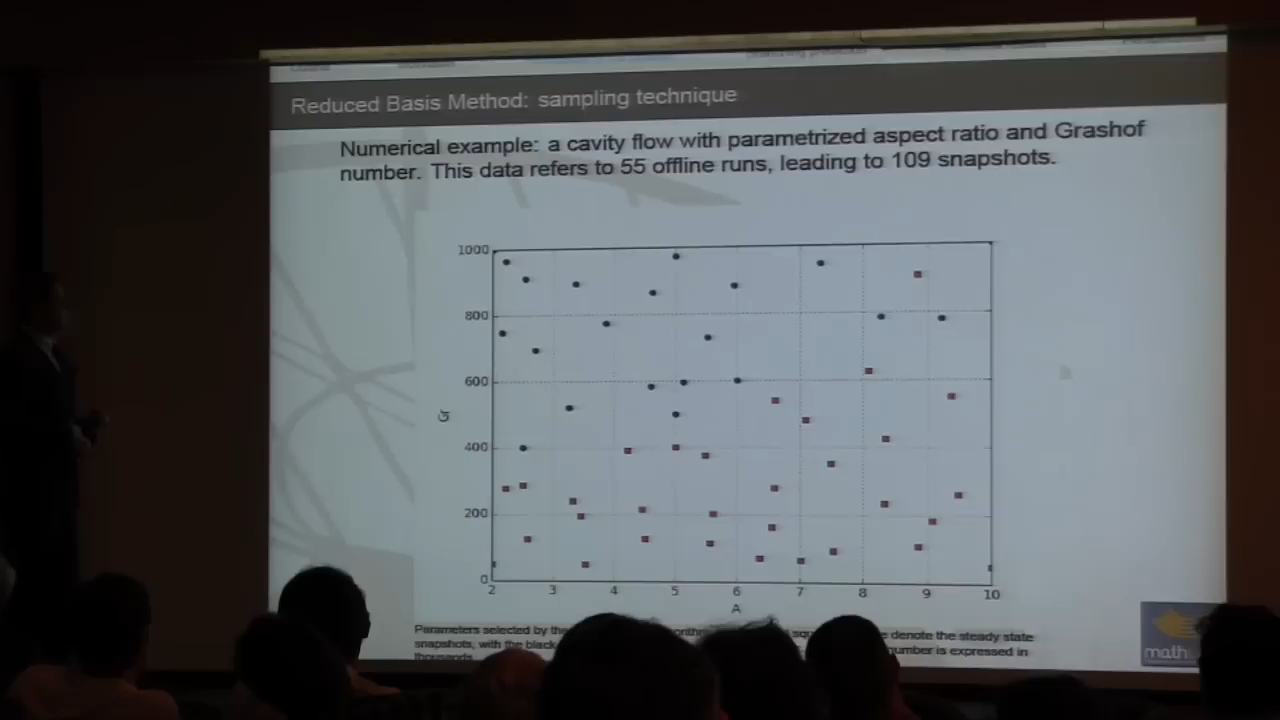 Reduced Basis Method: sampling technique
Numerical example: a cavity flow with parametrized aspect ratio and Grashof
number. This data refers to 55 offline runs, leading to 109 snapshots.
1000
800
600
Gr
400
200
0
2 3 4 5 6 7 8 9 10
A
Parameters selected by the denote the steady state
snapshots, with the black number is expressed in
thousands
math